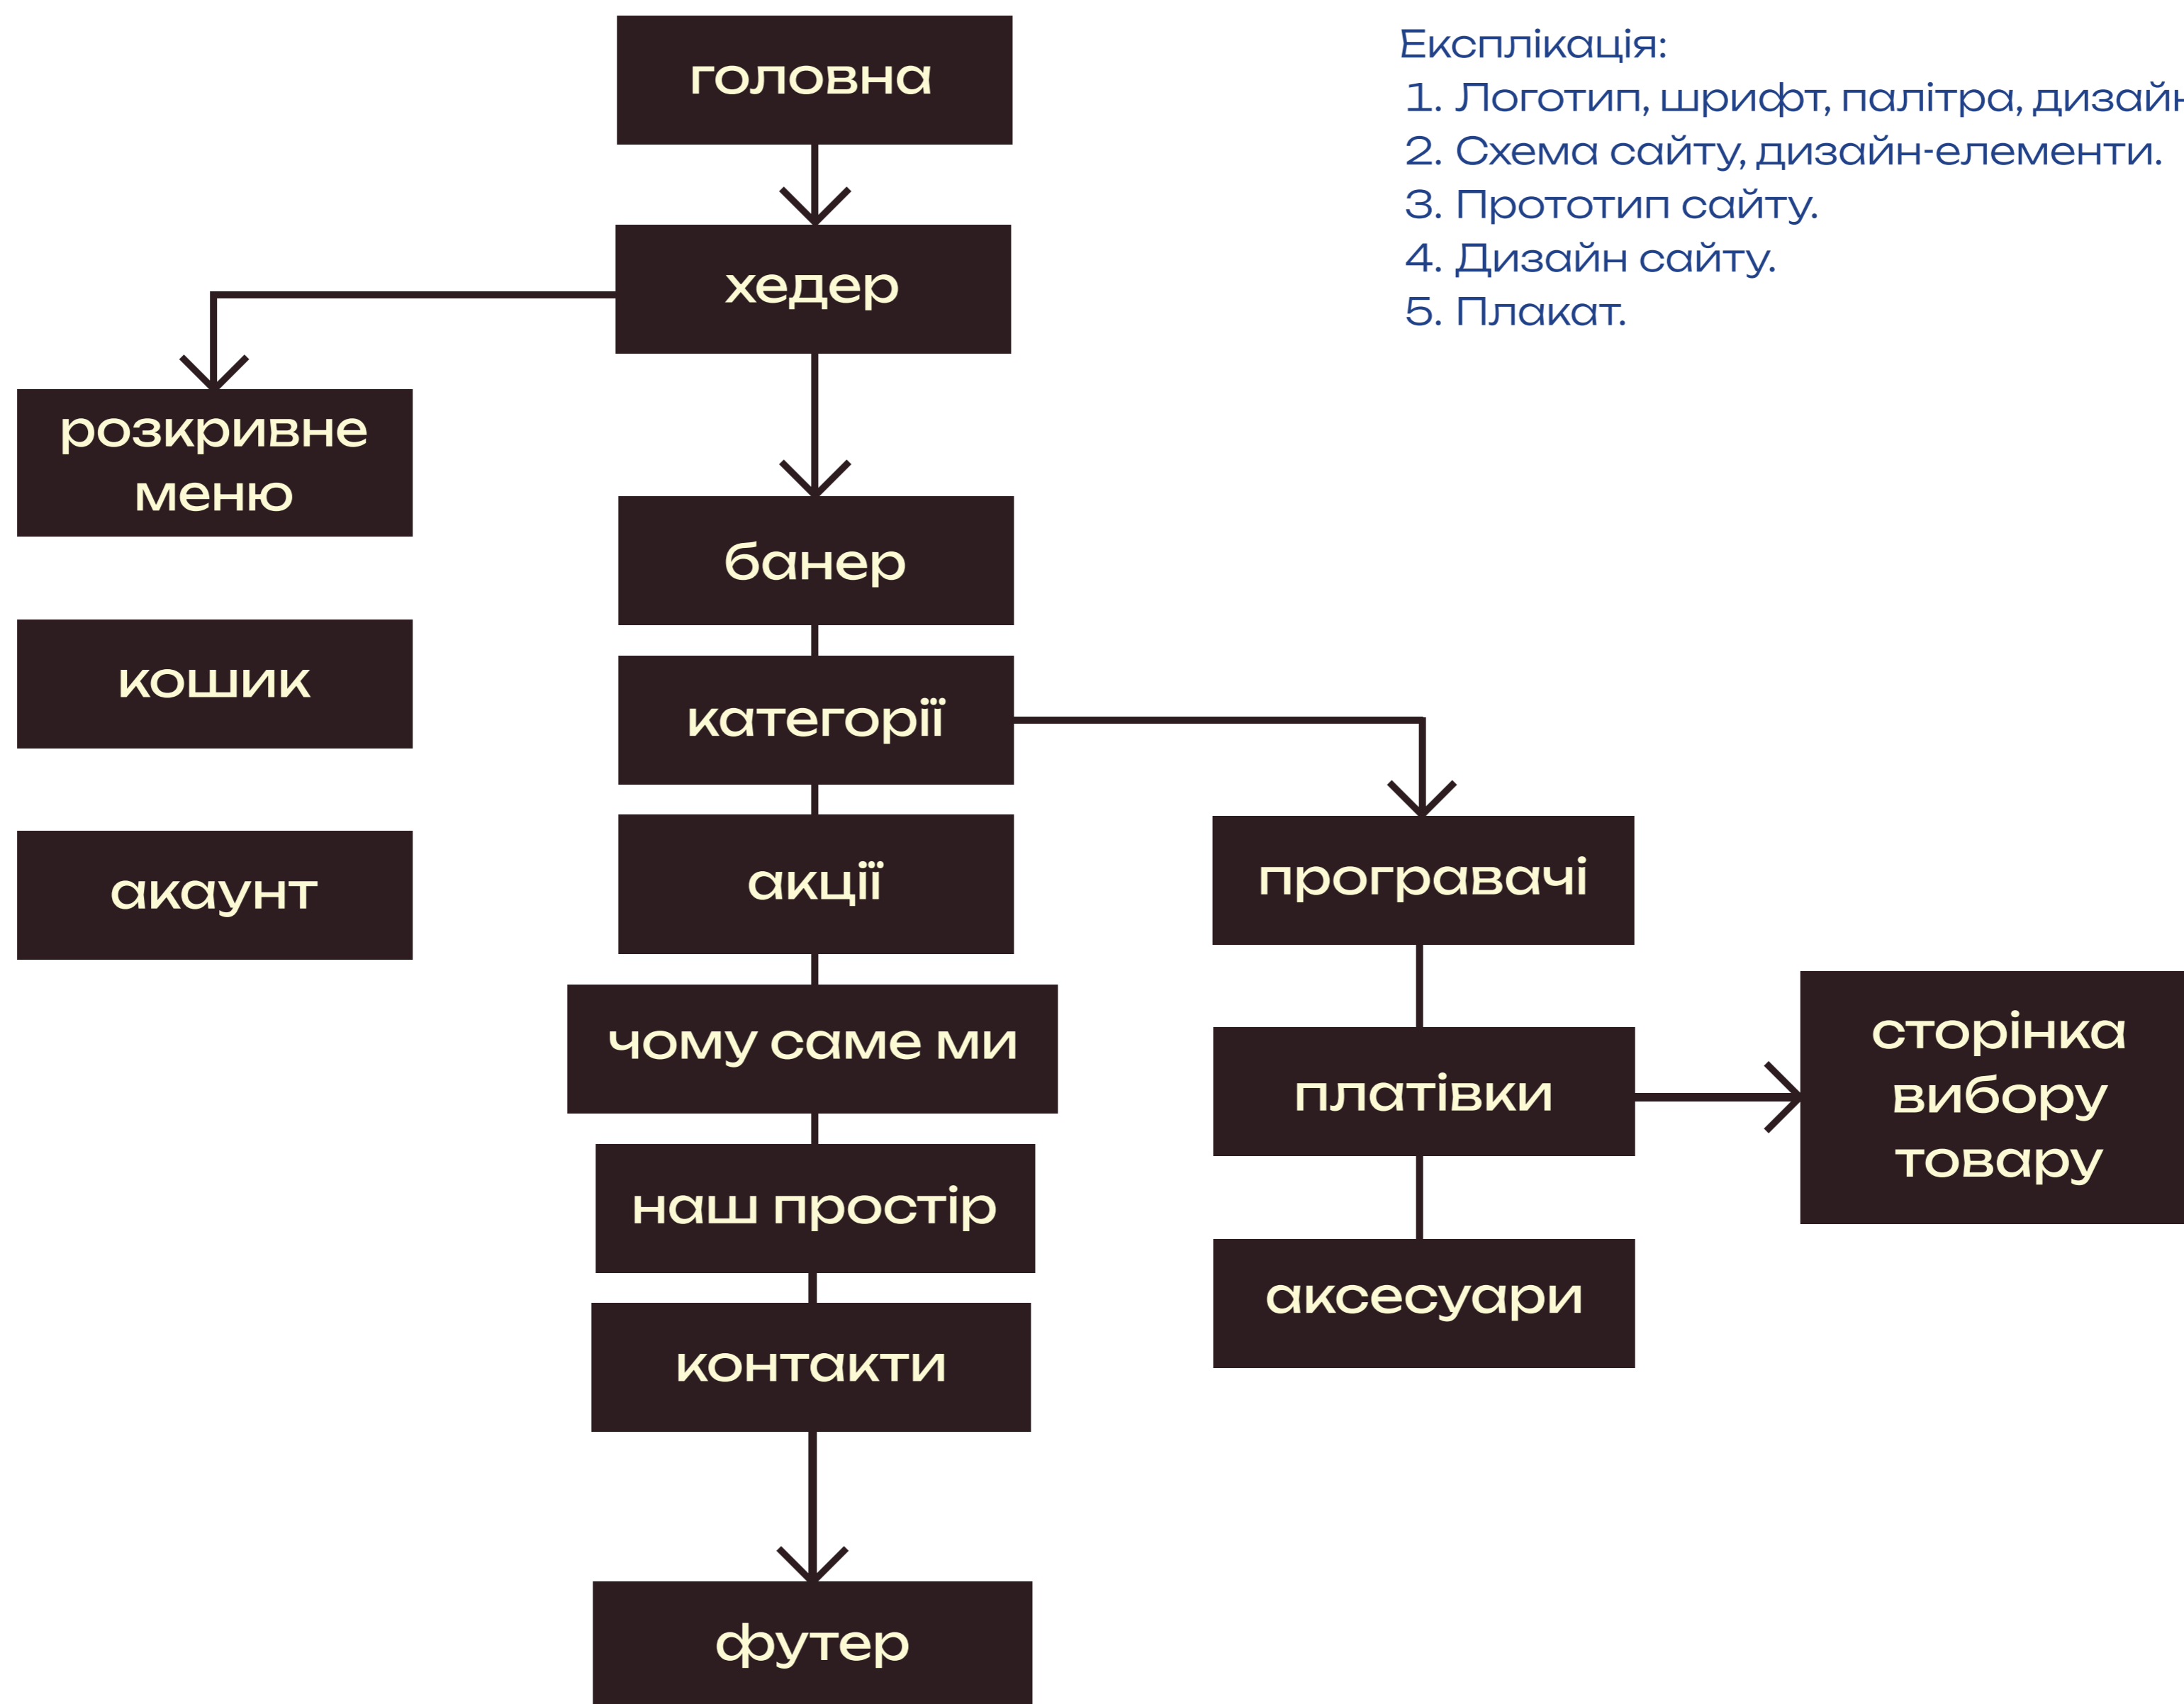 головна
Експлікація:
1. Логотип, шрифт, палітра,
2. Схема сайту, дизайн-елементи.
3. Прототип сайту.
4. Дизайн сайту.
5. Плакат.
хедер
розкривне
меню
банер
кошик
категорії
акаунт
акції
програвачі
чому саме ми
платівки
сторінка
вибору
товару
наш простір
аксесуари
контакти
футер